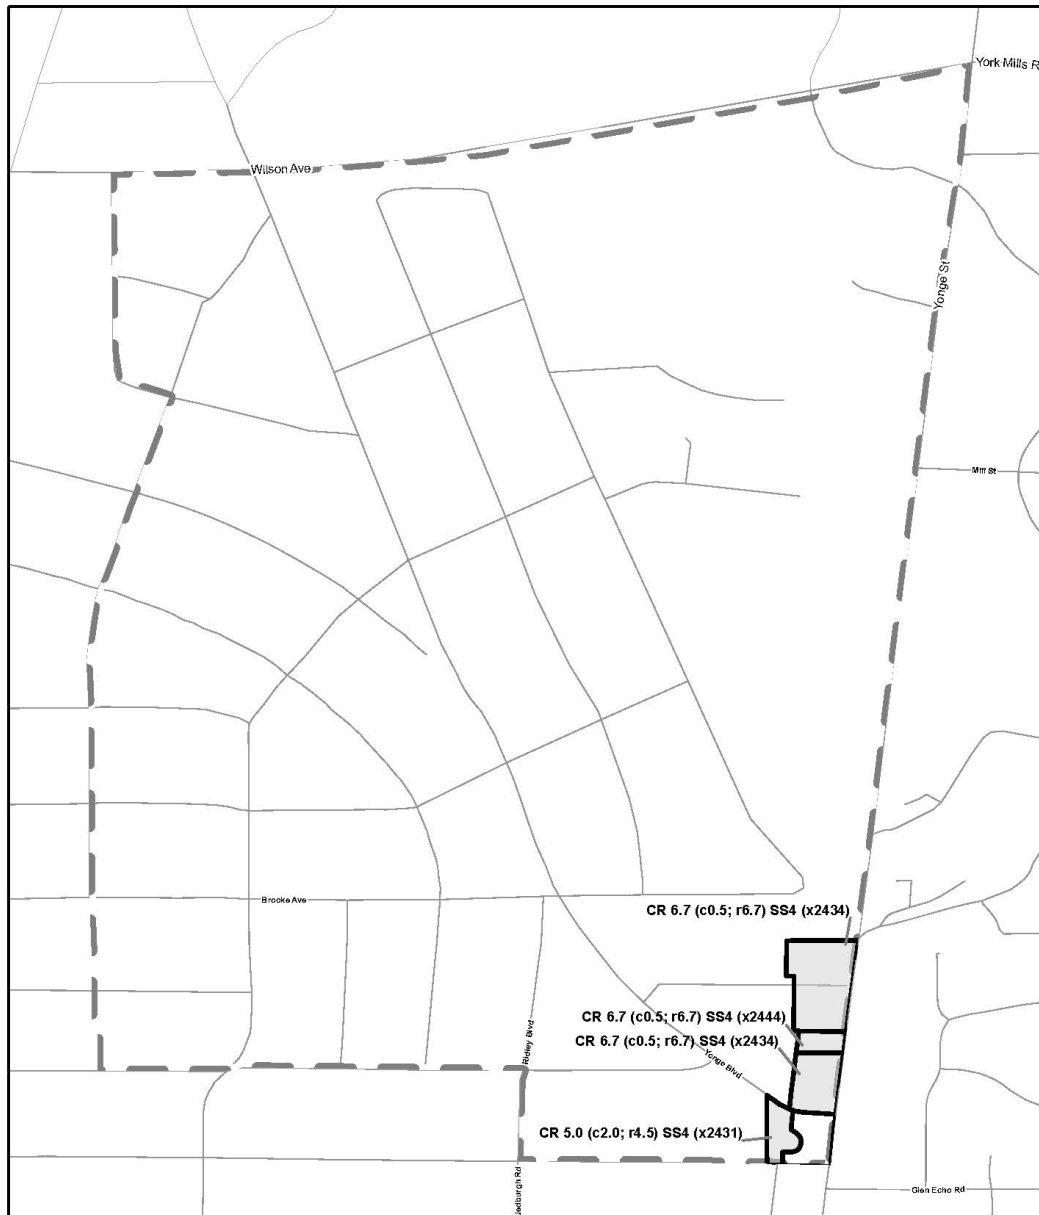 York Mills R
Wilson Ave
Yonge St
Mill St
Brooke Ave
CR 6.7 (c0.5; r6.7) SS4 (x2434)
CR 6.7 (c0.5; r6.7) SS4 (x2444)
CR 6.7 (c0.5; r6.7) SS4 (x2434)
Ridley Blvd
Yonge Blvd
CR 5.0 (c2.0; r4.5) SS4 (x2431)
Jedburgh Rd
Glen Echo Rd